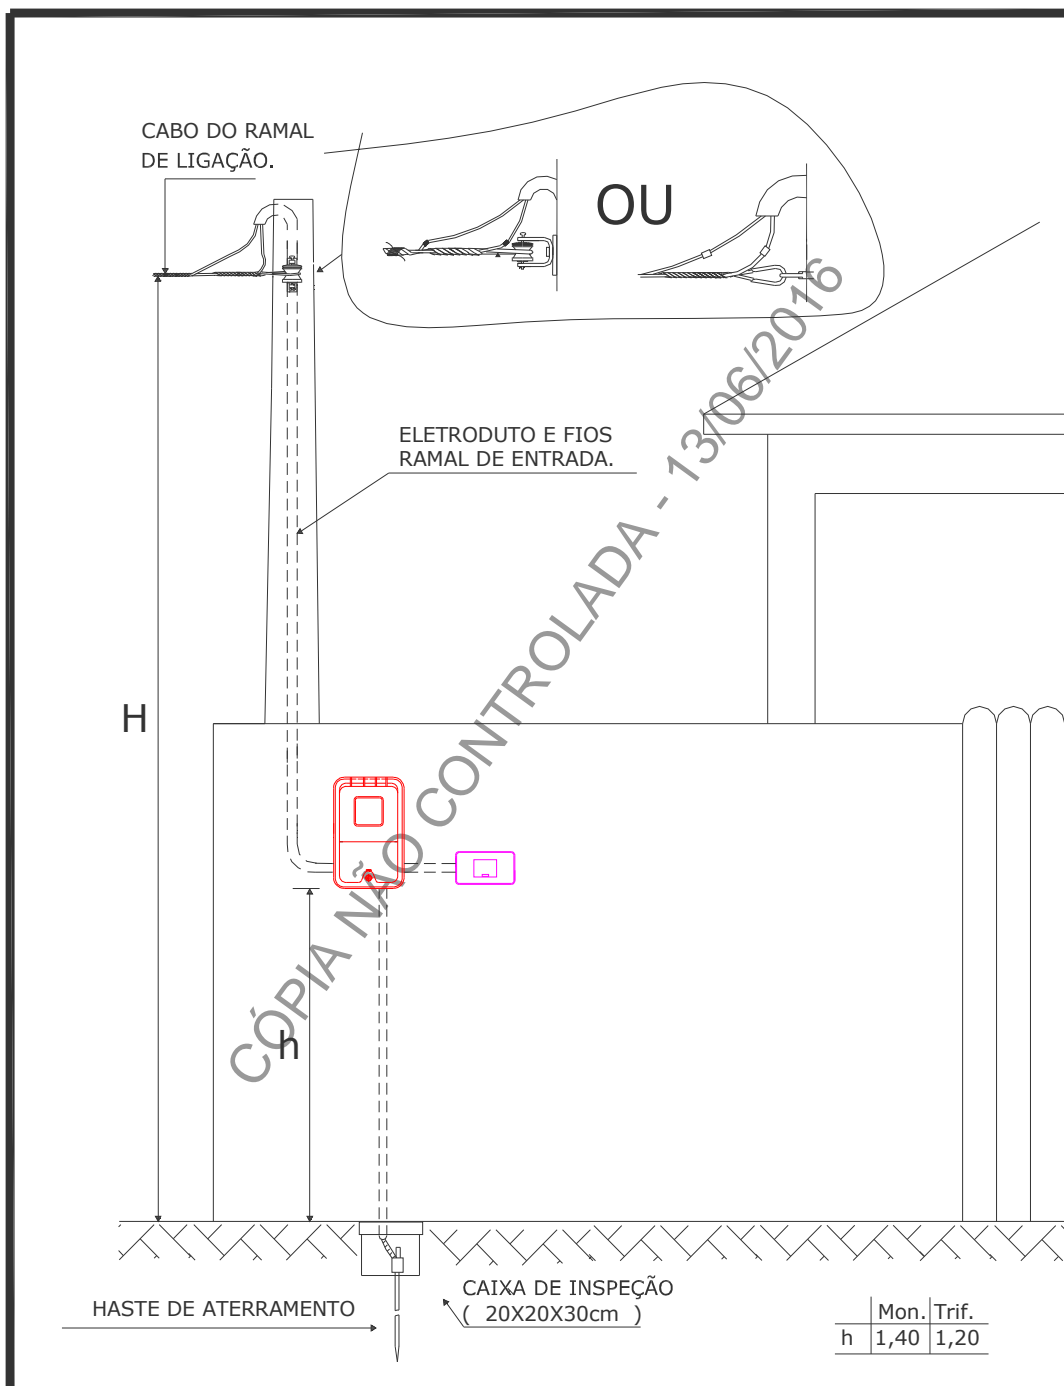 CABO DO RAMAL
DE LIGAÇÃO.
OU
ELETRODUTO E FIOS
RAMAL DE ENTRADA.
CÓPIA NÃO CONTROLADA - 13/06/2016
H
h
HASTE DE ATERRAMENTO
CAIXA DE INSPEÇÃO
( 20X20X30cm )
Mon. Trif.
h 1,40 1,20